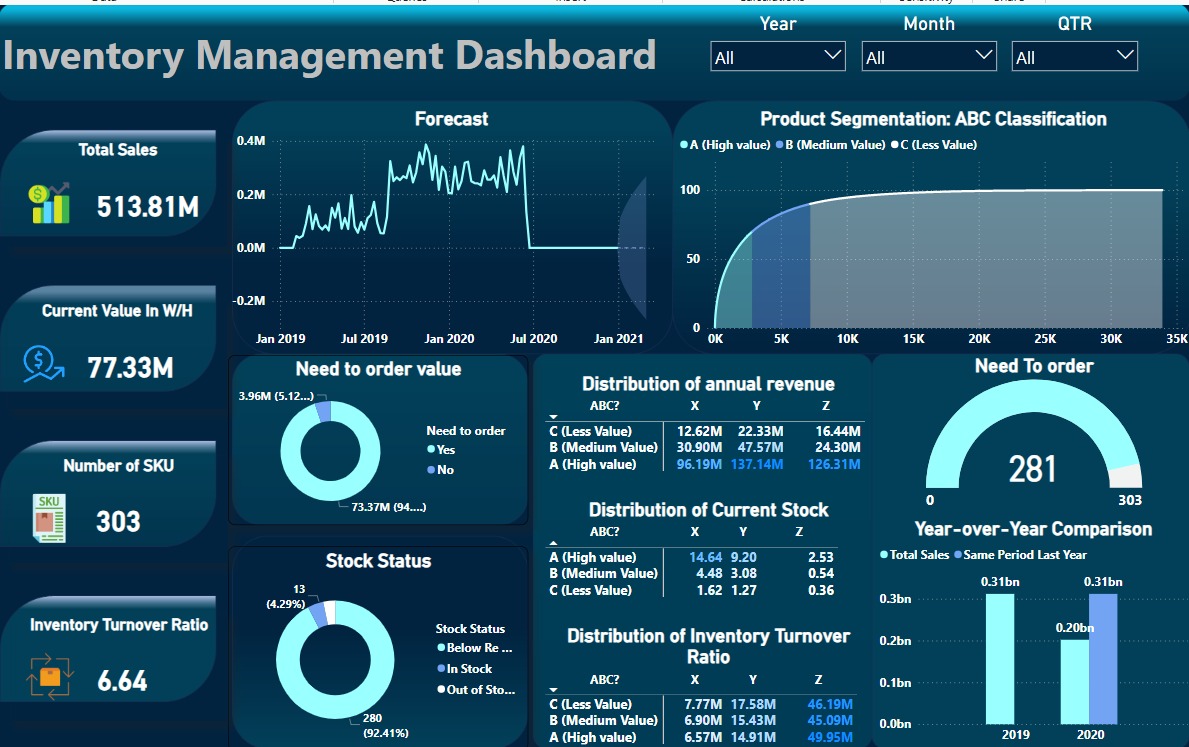 Year
Month
QTR
Inventory Management Dashboard
All
All
All
Total Sales
513.81M
Current Value In W/H
77.33M
Number of SKU
SKU
303
Inventory Turnover Ratio
6.64
Forecast
0.4M
0.2M
0.0M
-0.2M
Jan 2019 Jul 2019 Jan 2020 Jul 2020 Jan 2021
Product Segmentation: ABC Classification
A (High value) B (Medium Value) C (Less Value)
100
50
0
0K 5K 10K 15K 20K 25K 30K 35K
Need to order value
3.96M (5.12...)
Need to order
Yes
No
73.37M (94....)
Stock Status
13
(4.29%)
Stock Status
Below Re ...
In Stock
Out of Sto...
280
(92.41%)
Distribution of annual revenue
ABC? X Y Z
C (Less Value) 12.62M 22.33M 16.44M
B (Medium Value) 30.90M 47.57M 24.30M
A (High value) 96.19M 137.14M 126.31M
Distribution of Current Stock
ABC? X Y Z
A (High value) 14.64 9.20 2.53
B (Medium Value) 4.48 3.08 0.54
C (Less Value) 1.62 1.27 0.36
Distribution of Inventory Turnover
Ratio
ABC? X Y Z
C (Less Value) 7.77M 17.58M 46.19M
B (Medium Value) 6.90M 15.43M 45.09M
A (High value) 6.57M 14.91M 49.95M
Need To order
281
0 303
Year-over-Year Comparison
Total Sales Same Period Last Year
0.31bn 0.31bn
0.20bn
0.3bn
0.2bn
0.1bn
0.0bn
2019 2020